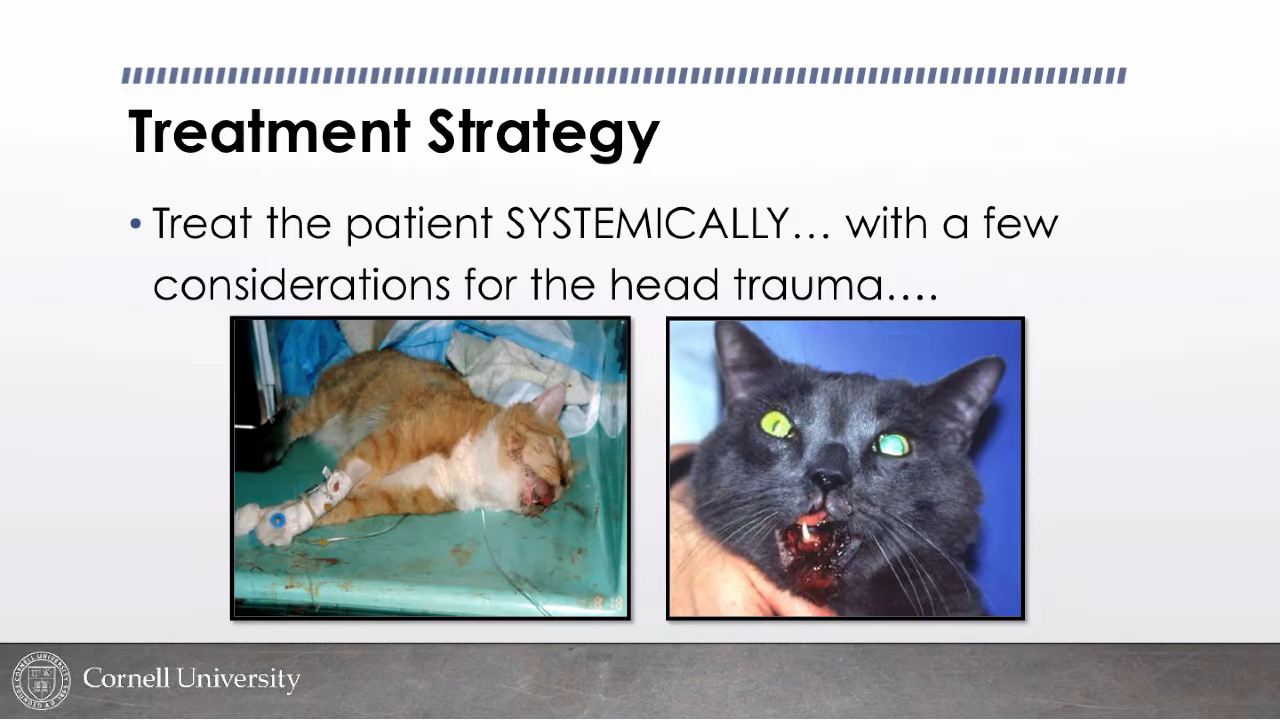 Treatment Strategy
• Treat the patient SYSTEMICALLY… with a few
considerations for the head trauma….
Cornell University